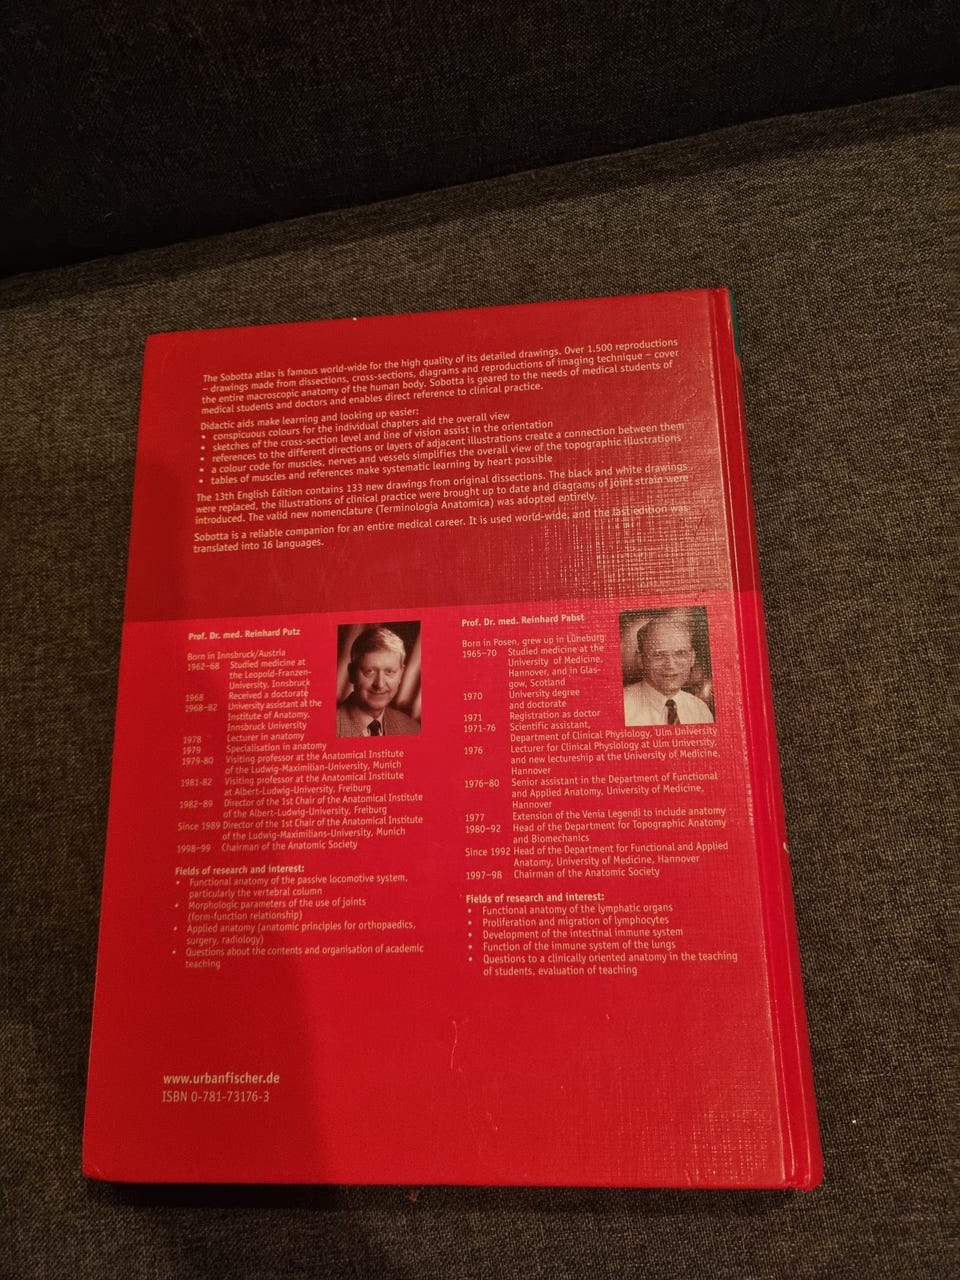 The Sobotta atlas is famous world-wide for the high quality of its detailed drawings. Over 1.500 reproductions
– drawings made from dissections, cross-sections, diagrams and reproductions of imaging technique – cover
the entire macroscopic anatomy of the human body. Sobotta is geared to the needs of medical students of
medical students and doctors and enables direct reference to clinical practice.
Didactic aids make learning and looking up easier:
• conspicuous colours for the individual chapters aid the overall view
• sketches of the cross-section level and line of vision assist in the orientation
• references to the different directions or layers of adjacent illustrations create a connection between them
• a colour code for muscles, nerves and vessels simplifies the overall view of the topographic illustrations
• tables of muscles and references make systematic learning by heart possible
The 13th English Edition contains 133 new drawings from original dissections. The black and white drawings
were replaced, the illustrations of clinical practice were brought up to date and diagrams of joint strain were
introduced. The valid new nomenclature (Terminologia Anatomica) was adopted entirely.
Sobotta is a reliable companion for an entire medical career. It is used world-wide, and the last edition was
translated into 16 languages.
Prof. Dr. med. Reinhard Putz
Born in Innsbruck/Austria
1962–68 Studied medicine at
the Leopold-Franzen-
University, Innsbruck
1968 Received a doctorate
1968–82 University assistant at the
Institute of Anatomy,
Innsbruck University
1978 Lecturer in anatomy
1979 Specialisation in anatomy
1979-80 Visiting professor at the Anatomical Institute
of the Ludwig-Maximilian-University, Munich
1981-82 Visiting professor at the Anatomical Institute
at Albert-Ludwig-University, Freiburg
1982–89 Director of the 1st Chair of the Anatomical Institute
of the Albert-Ludwig-University, Freiburg
Since 1989 Director of the 1st Chair of the Anatomical Institute
of the Ludwig-Maximilians-University, Munich
1998–99 Chairman of the Anatomic Society
Fields of research and interest:
• Functional anatomy of the passive locomotive system,
particularly the vertebral column
• Morphologic parameters of the use of joints
(form-function relationship)
• Applied anatomy (anatomic principles for orthopaedics,
surgery, radiology)
• Questions about the contents and organisation of academic
teaching
Prof. Dr. med. Reinhard Pabst
Born in Posen, grew up in Lüneburg
1965–70 Studied medicine at the
University of Medicine,
Hannover, and in Glas-
gow, Scotland
1970 University degree
and doctorate
1971 Registration as doctor
1971-76 Scientific assistant,
Department of Clinical Physiology, Ulm University
1976 Lecturer for Clinical Physiology at Ulm University,
and new lectureship at the University of Medicine,
Hannover
1976–80 Senior assistant in the Department of Functional
and Applied Anatomy, University of Medicine,
Hannover
1977 Extension of the Venia Legendi to include anatomy
1980–92 Head of the Department for Topographic Anatomy
and Biomechanics
Since 1992 Head of the Department for Functional and Applied
Anatomy, University of Medicine, Hannover
1997–98 Chairman of the Anatomic Society
Fields of research and interest:
• Functional anatomy of the lymphatic organs
• Proliferation and migration of lymphocytes
• Development of the intestinal immune system
• Function of the immune system of the lungs
• Questions to a clinically oriented anatomy in the teaching
of students, evaluation of teaching
www.urbanfischer.de
ISBN 0-781-73176-3